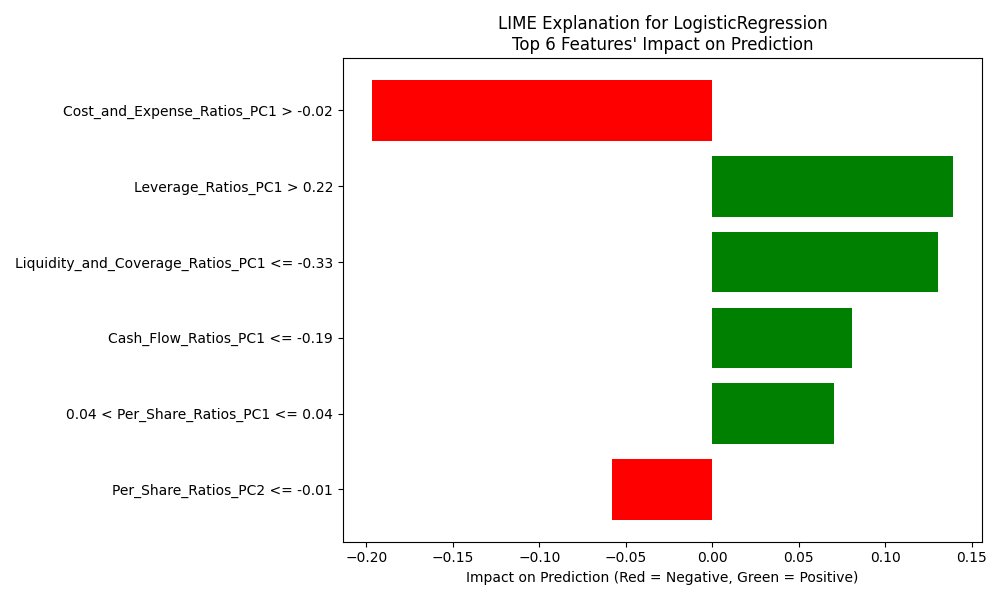 LIME Explanation for LogisticRegression
Top 6 Features' Impact on Prediction
Cost_and_Expense_Ratios_PC1 > -0.02
Leverage_Ratios_PC1 > 0.22
Liquidity_and_Coverage_Ratios_PC1 <= -0.33
Cash_Flow_Ratios_PC1 <= -0.19
0.04 < Per_Share_Ratios_PC1 <= 0.04
Per_Share_Ratios_PC2 <= -0.01
−0.20 −0.15 −0.10 −0.05 0.00 0.05 0.10 0.15
Impact on Prediction (Red = Negative, Green = Positive)